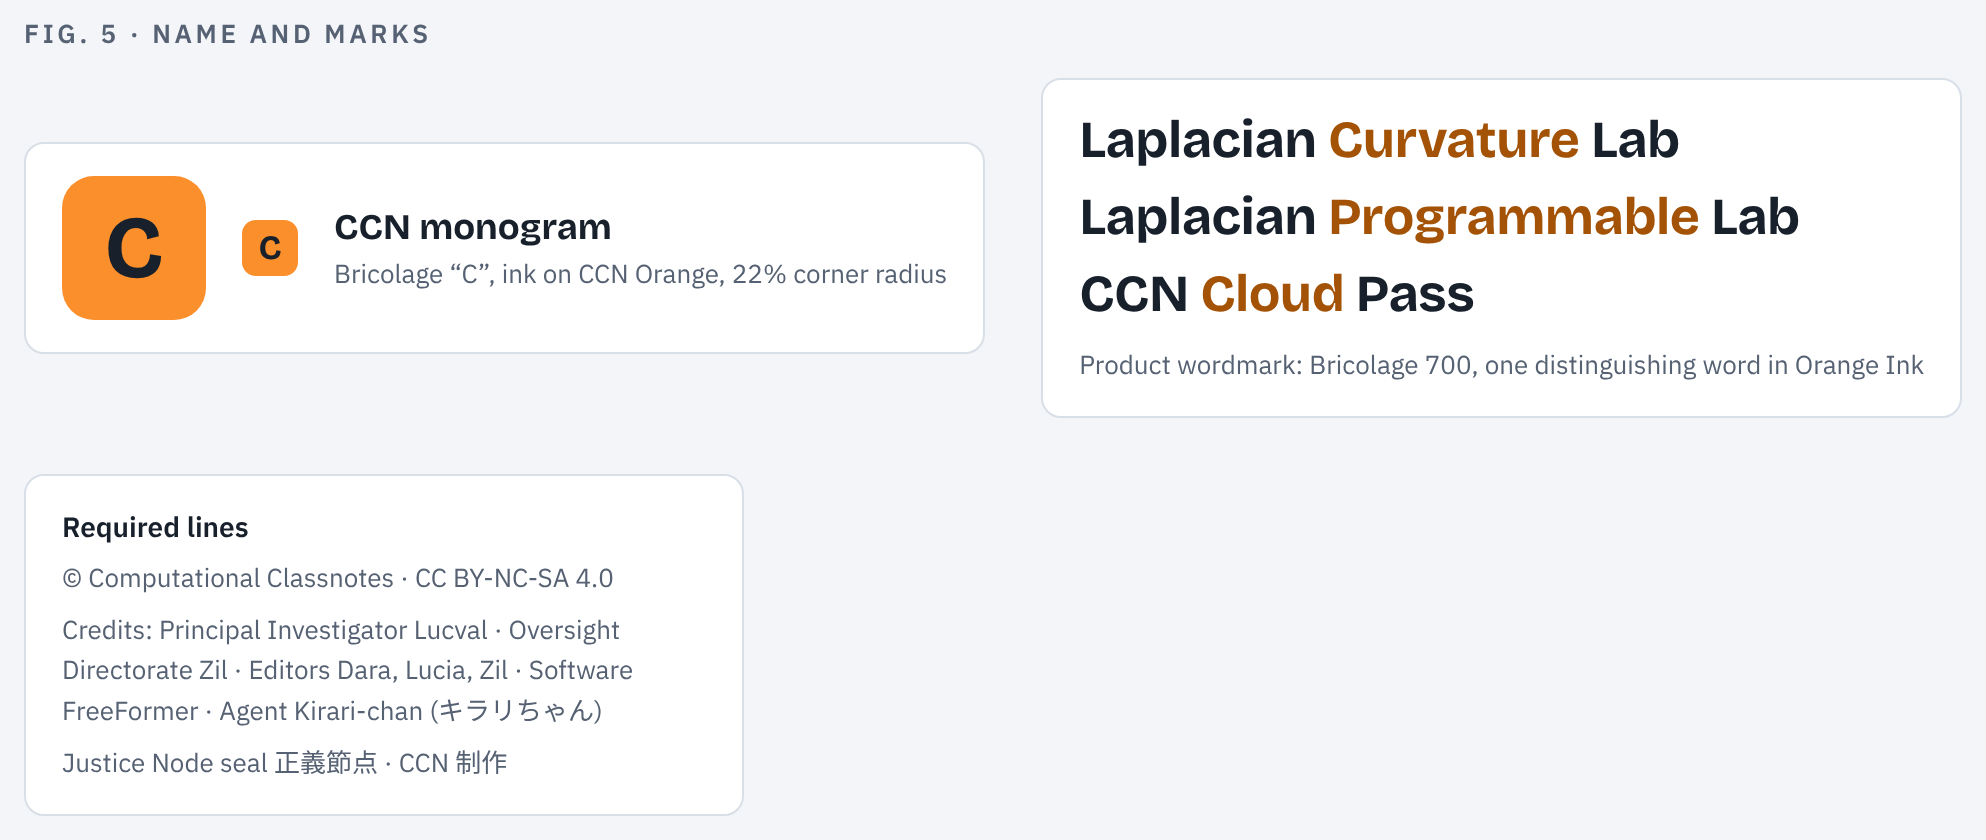 FIG. 5 · NAME AND MARKS
C
C
CCN monogram
Bricolage “C”, ink on CCN Orange, 22% corner radius
Laplacian Curvature Lab
Laplacian Programmable Lab
CCN Cloud Pass
Product wordmark: Bricolage 700, one distinguishing word in Orange Ink
Required lines
© Computational Classnotes · CC BY-NC-SA 4.0
Credits: Principal Investigator Lucval · Oversight
Directorate Zil · Editors Dara, Lucia, Zil · Software
FreeFormer · Agent Kirari-chan (キラリちゃん)
Justice Node seal 正義節点 · CCN 制作